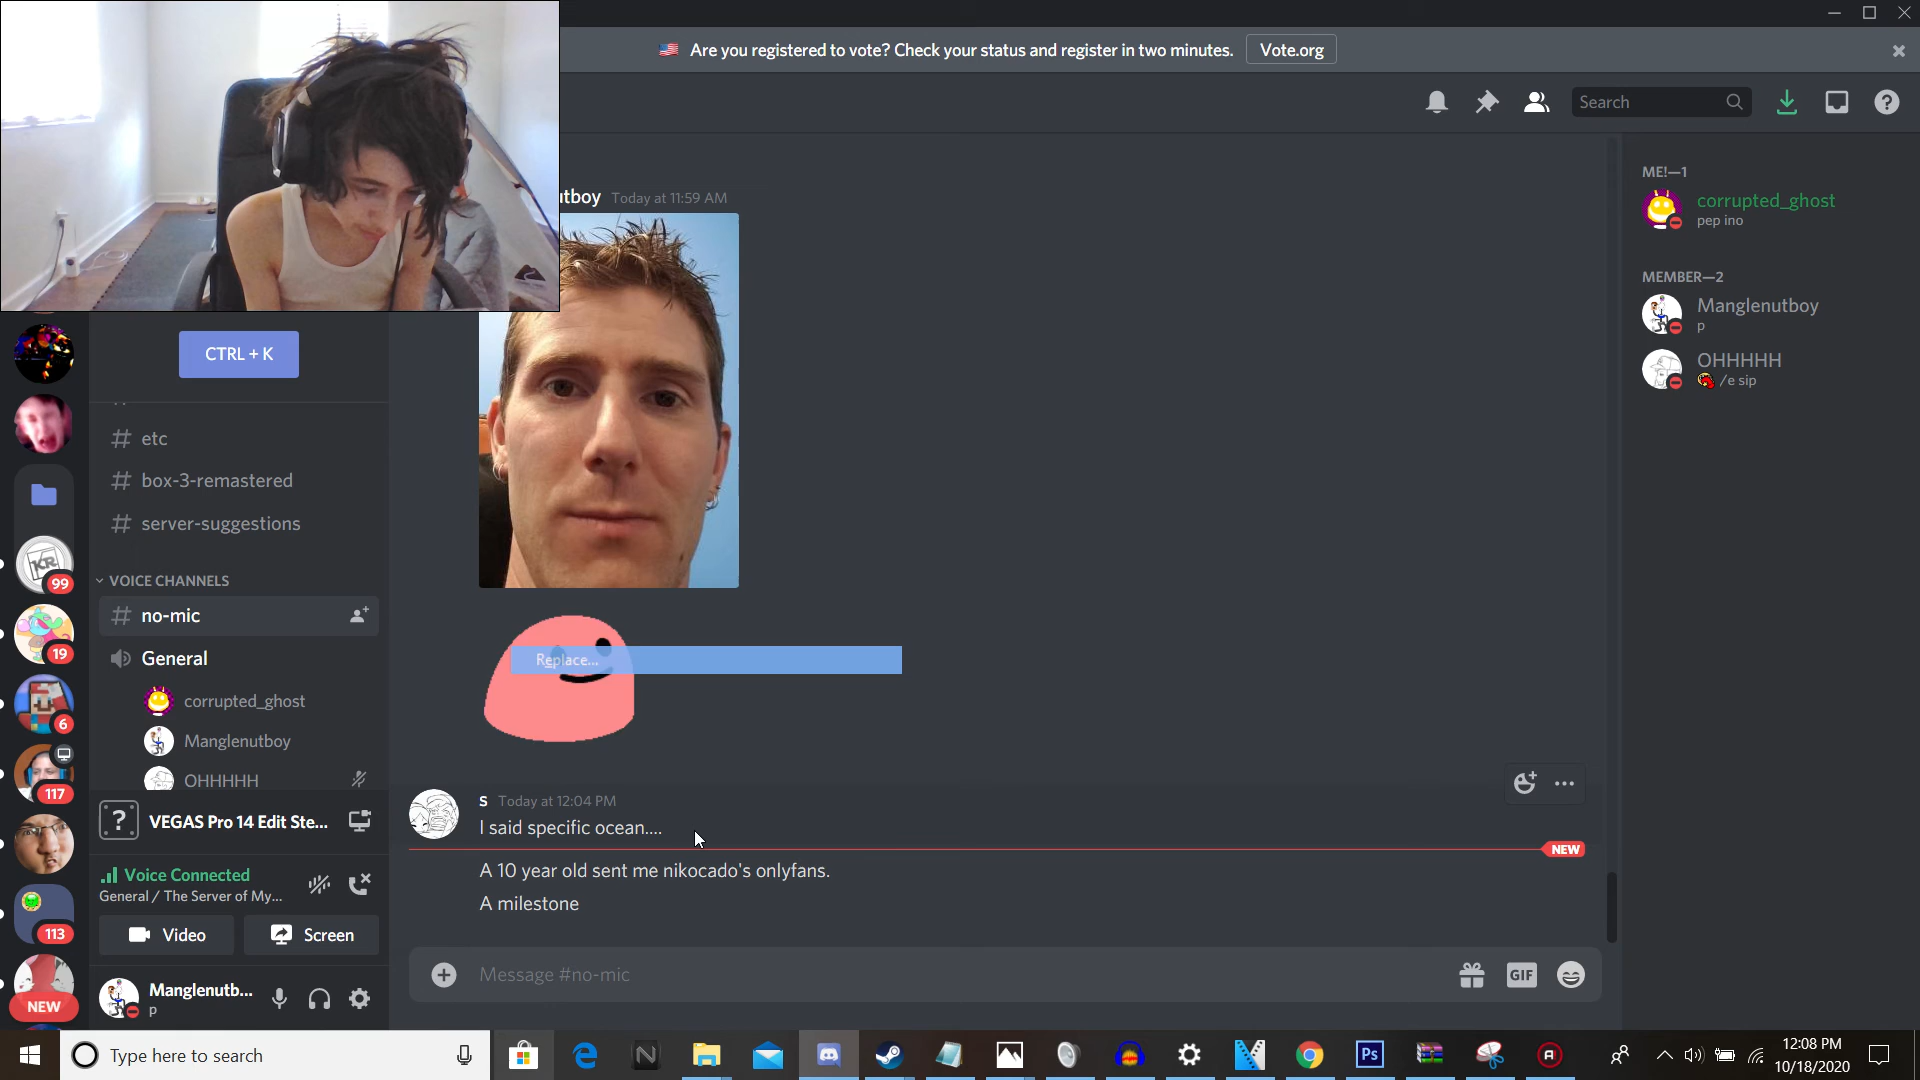 🇺🇸 Are you registered to vote? Check your status and register in two minutes. Vote.org
Search
utboy Today at 11:59 AM
ME!—1
corrupted_ghost
pep ino
MEMBER—2
Manglenutboy
p
OHHHHH
/e sip
CTRL + K
# etc
# box-3-remastered
# server-suggestions
VOICE CHANNELS
# no-mic
General
corrupted_ghost
Manglenutboy
OHHHHH
KR
99
19
6
117
113
NEW
? VEGAS Pro 14 Edit Ste...
Voice Connected
General / The Server of My...
Video
Screen
Manglenutb...
p
Replace...
S Today at 12:04 PM
I said specific ocean....
NEW
A 10 year old sent me nikocado's onlyfans.
A milestone
Message #no-mic
GIF
Type here to search
Ps
12:08 PM
10/18/2020